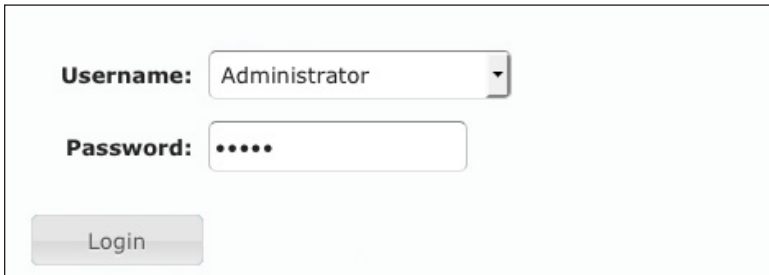 Username: Administrator
Password: •••••
Login